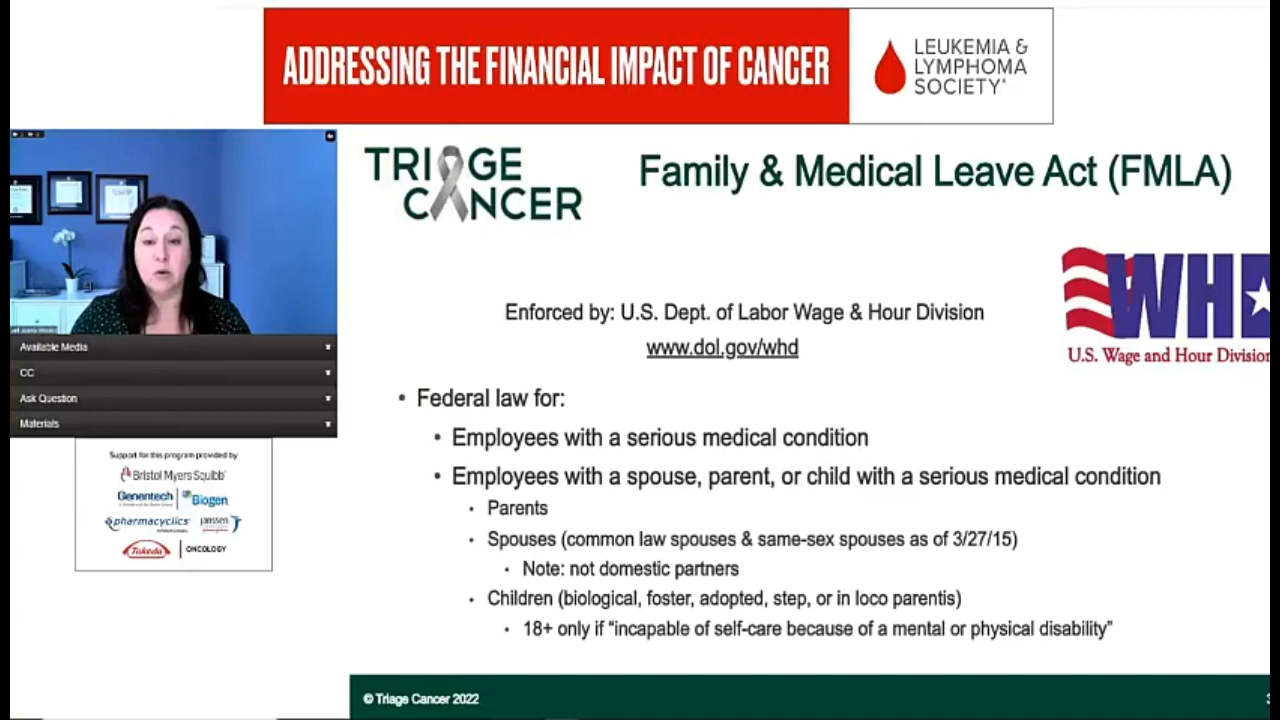 ADDRESSING THE FINANCIAL IMPACT OF CANCER
LEUKEMIA &
LYMPHOMA
SOCIETY
TRIAGE
CANCER
Family & Medical Leave Act (FMLA)
WHD
U.S. Wage and Hour Division
Enforced by: U.S. Dept. of Labor Wage & Hour Division
www.dol.gov/whd
Available Media
CC
Ask Question
Materials
• Federal law for:
• Employees with a serious medical condition
• Employees with a spouse, parent, or child with a serious medical condition
• Parents
• Spouses (common law spouses & same-sex spouses as of 3/27/15)
• Note: not domestic partners
• Children (biological, foster, adopted, step, or in loco parentis)
• 18+ only if “incapable of self-care because of a mental or physical disability”
Support for this program provided by
Bristol Myers Squibb
Genentech
Biogen
pharmacyclics
janssen
Takeda
ONCOLOGY
© Triage Cancer 2022